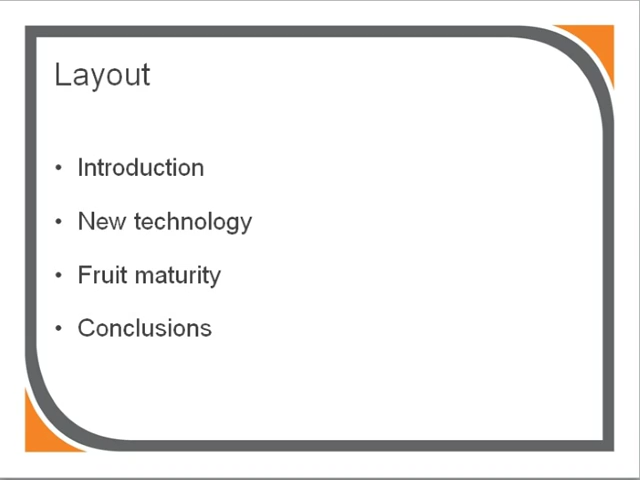 Layout
• Introduction
• New technology
• Fruit maturity
• Conclusions